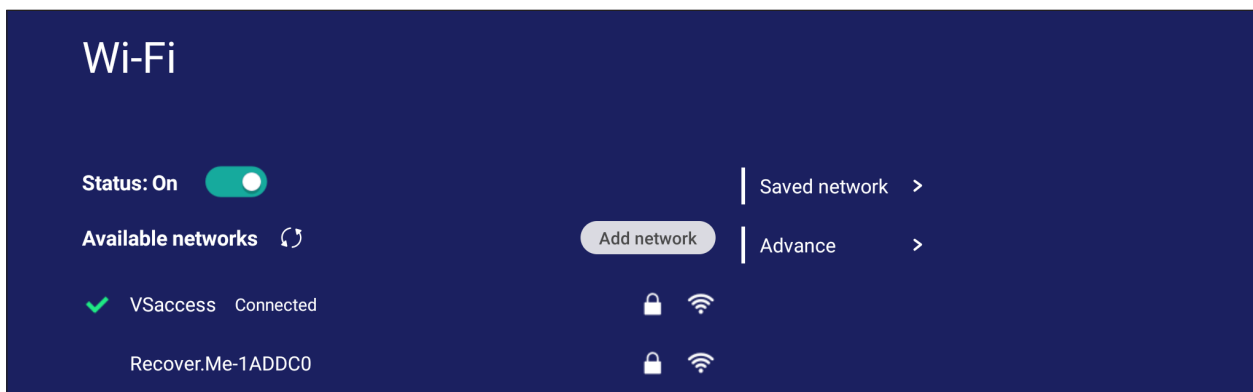 Wi-Fi
Status: On
Saved network
Available networks
Add network
Advance
VSaccess Connected
Recover.Me-1ADDC0